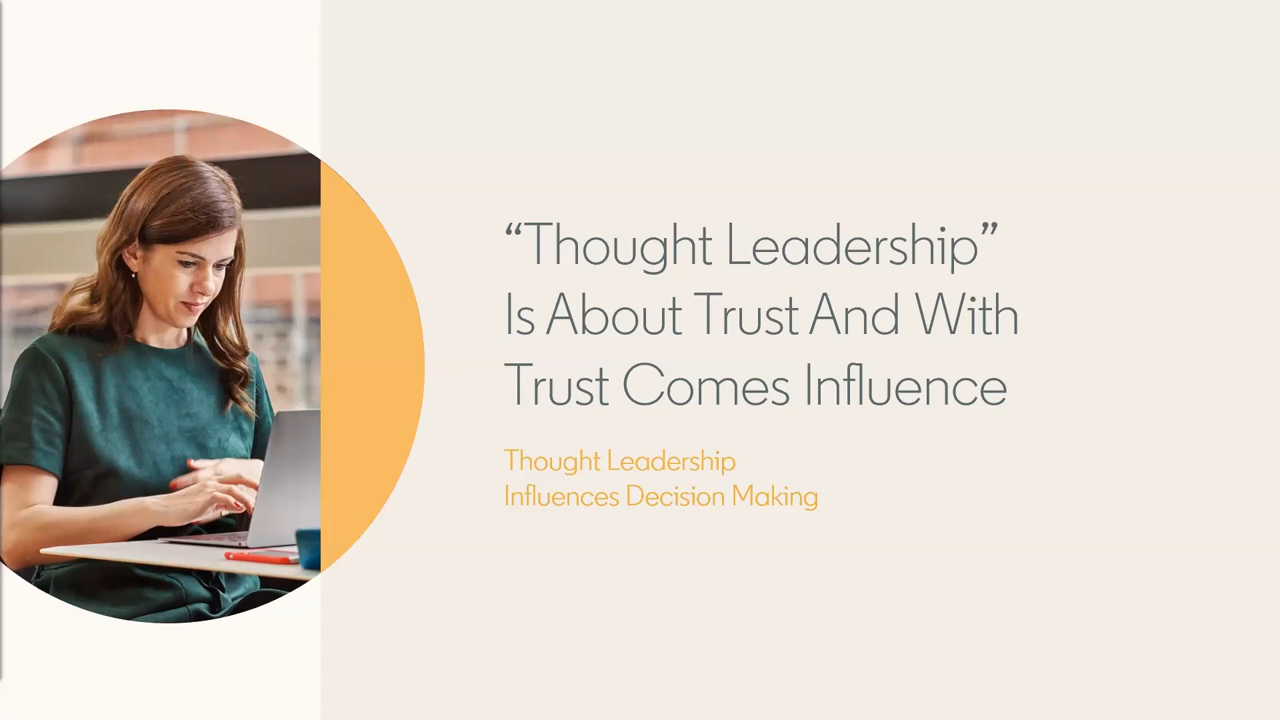 “Thought Leadership”
Is About Trust And With
Trust Comes Influence
Thought Leadership
Influences Decision Making